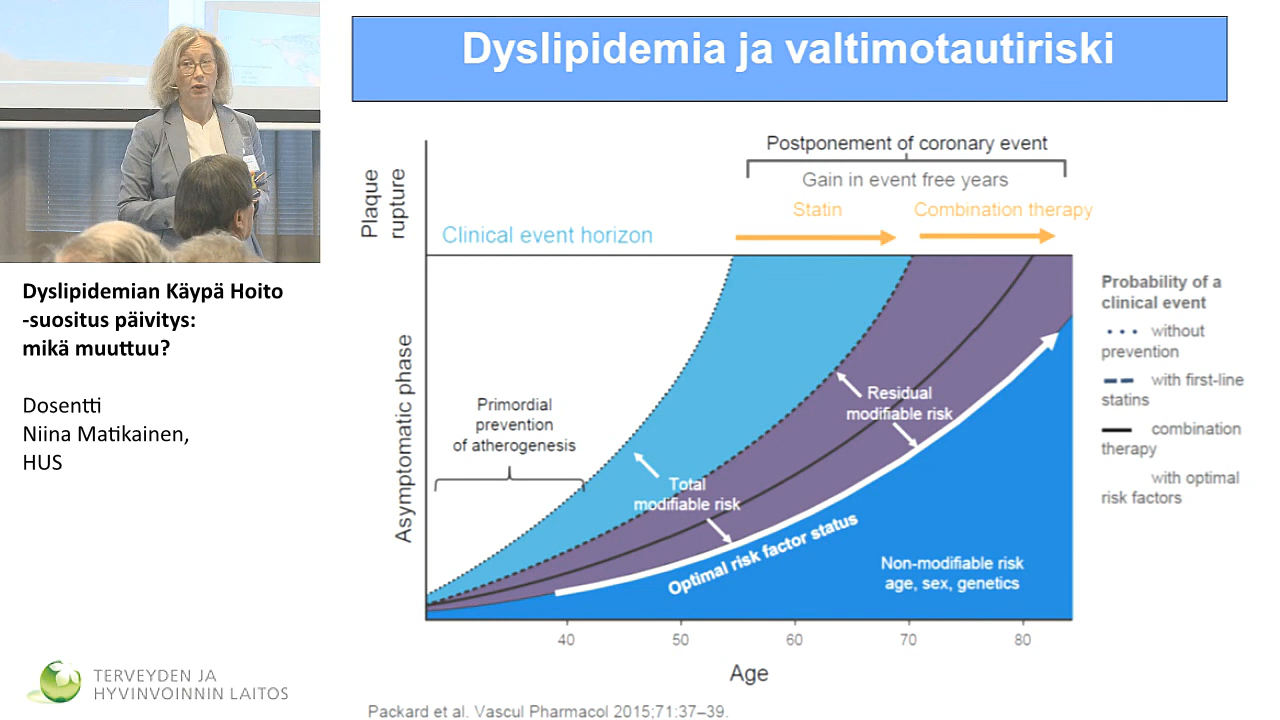 Dyslipidemia ja valtimotautiriski
Dyslipidemian Käypä Hoito
-suositus päivitys:
mikä muuttuu?
Dosentti
Niina Matikainen,
HUS
TERVEYDEN JA
HYVINVOINNIN LAITOS
Plaque
rupture
Asymptomatic phase
Postponement of coronary event
Gain in event free years
Statin
Combination therapy
Clinical event horizon
Primordial
prevention
of atherogenesis
Total
modifiable risk
Residual
modifiable risk
Optimal risk factor status
Non-modifiable risk
age, sex, genetics
40
50
60
70
80
Age
Probability of a
clinical event
without
prevention
with first-line
statins
combination
therapy
with optimal
risk factors
Packard et al. Vascul Pharmacol 2015;71:37–39.